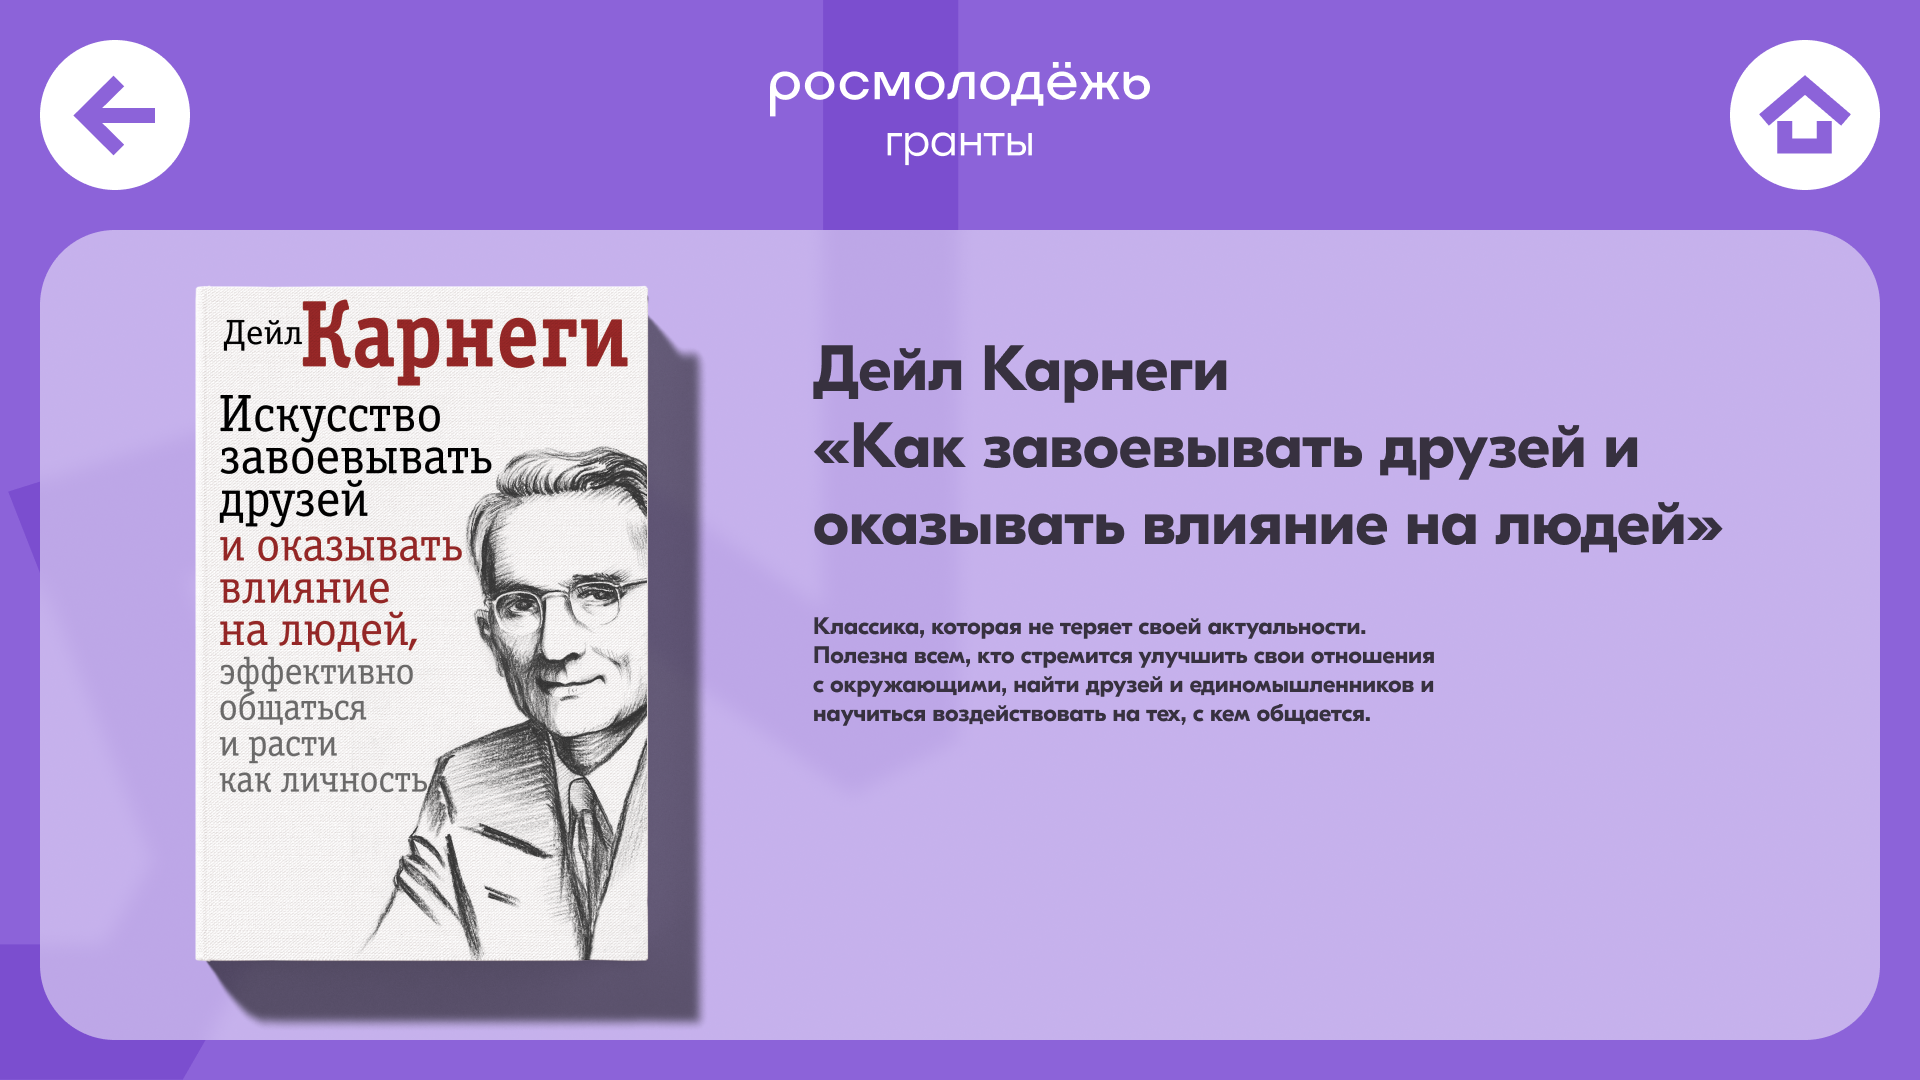 росмолодёжь
гранты
Дейл Карнеги
Искусство
завоевывать
друзей
и оказывать
влияние
на людей,
эффективно
общаться
и расти
как личность
Дейл Карнеги
«Как завоевывать друзей и
оказывать влияние на людей»
Классика, которая не теряет своей актуальности.
Полезна всем, кто стремится улучшить свои отношения
с окружающими, найти друзей и единомышленников и
научиться воздействовать на тех, с кем общается.